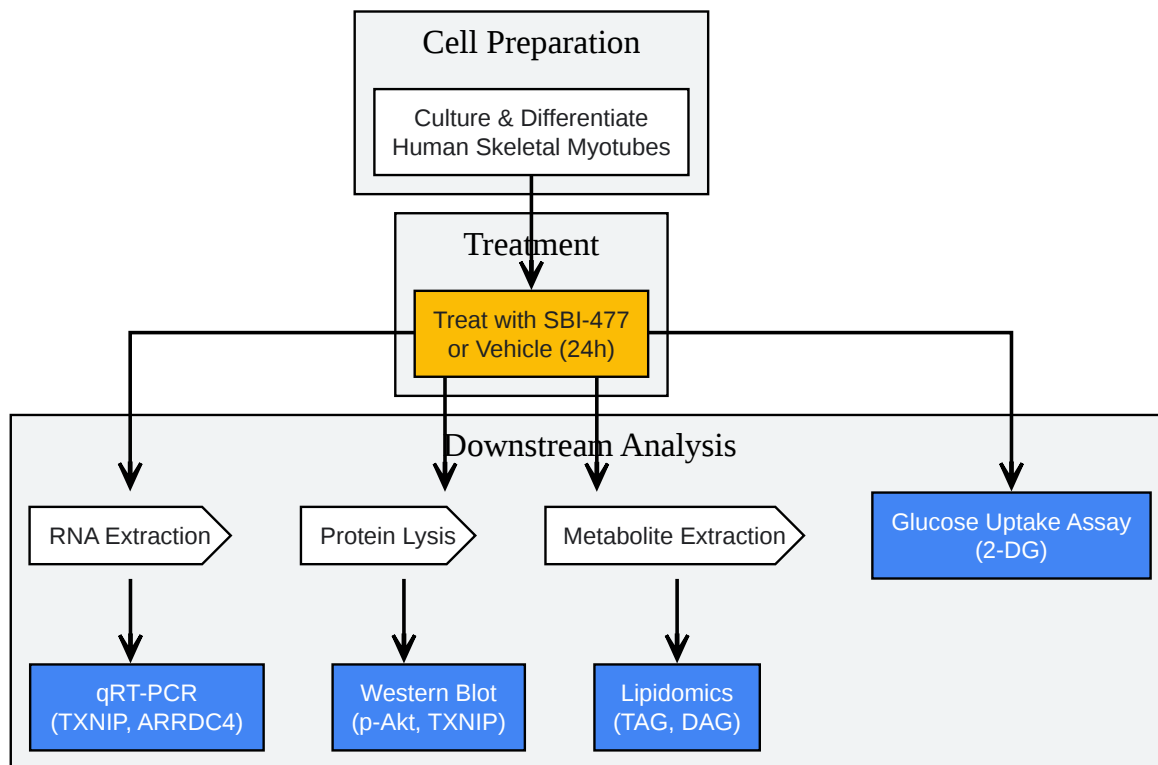 Cell Preparation
Culture & Differentiate
Human Skeletal Myotubes
Treatment
Treat with SBI-477
or Vehicle (24h)
Downstream Analysis
RNA Extraction
Protein Lysis
Metabolite Extraction
Glucose Uptake Assay
(2-DG)
qRT-PCR
(TXNIP, ARRDC4)
Western Blot
(p-Akt, TXNIP)
Lipidomics
(TAG, DAG)